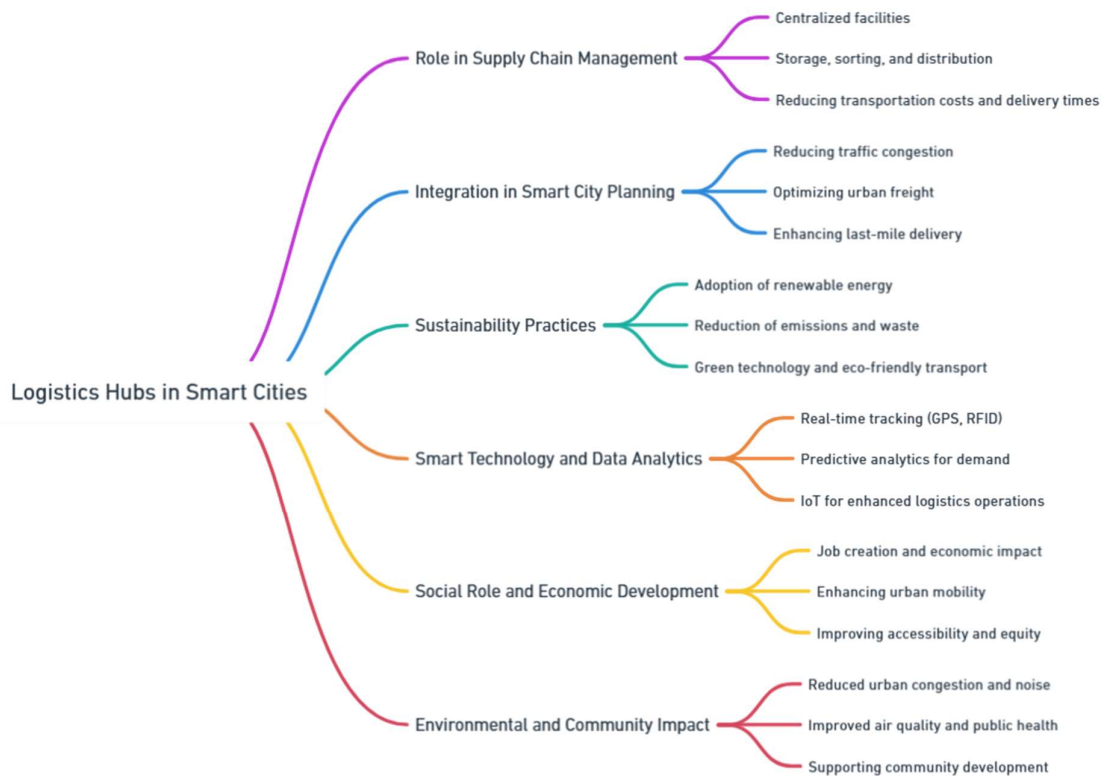 Logistics Hubs in Smart Cities
Role in Supply Chain Management
Centralized facilities
Storage, sorting, and distribution
Reducing transportation costs and delivery times
Integration in Smart City Planning
Reducing traffic congestion
Optimizing urban freight
Enhancing last-mile delivery
Sustainability Practices
Adoption of renewable energy
Reduction of emissions and waste
Green technology and eco-friendly transport
Smart Technology and Data Analytics
Real-time tracking (GPS, RFID)
Predictive analytics for demand
IoT for enhanced logistics operations
Social Role and Economic Development
Job creation and economic impact
Enhancing urban mobility
Improving accessibility and equity
Environmental and Community Impact
Reduced urban congestion and noise
Improved air quality and public health
Supporting community development